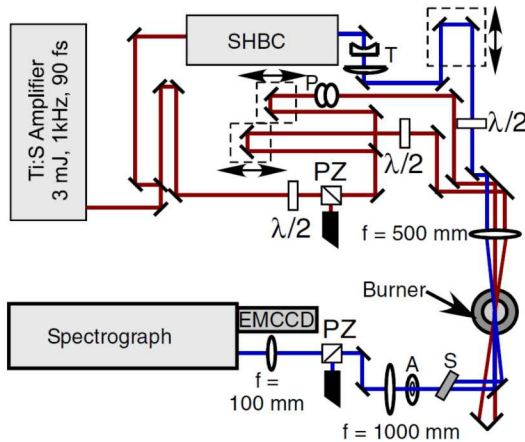 Ti:S Amplifier
3 mJ, 1kHz, 90 fs
SHBC
T
P
λ/2
λ/2
PZ
λ/2
f = 500 mm
Burner
EMCCD
Spectrograph
PZ
A
S
f =
100 mm
f = 1000 mm